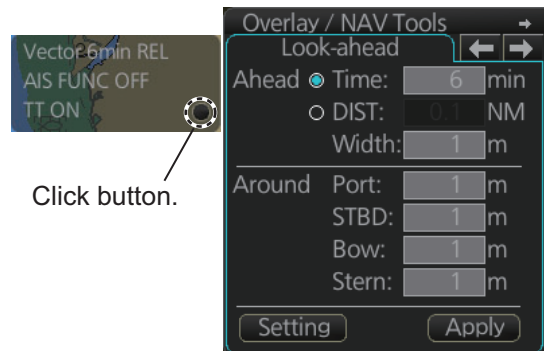 Vector 6min REL
AIS FUNC OFF
TT ON
Click button.
Overlay / NAV Tools
Look-ahead
Ahead Time: 6 min
DIST: 0.1 NM
Width: 1 m
Around Port: 1 m
STBD: 1 m
Bow: 1 m
Stern: 1 m
Setting Apply